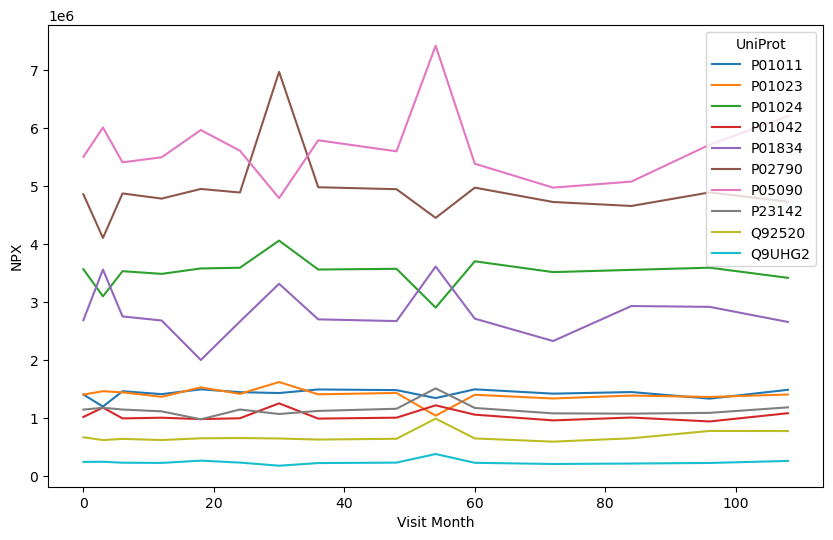 1e6
UniProt
P01011
P01023
P01024
P01042
P01834
P02790
P05090
P23142
Q92520
Q9UHG2
7
6
5
4
3
2
1
0
NPX
0 20 40 60 80 100
Visit Month